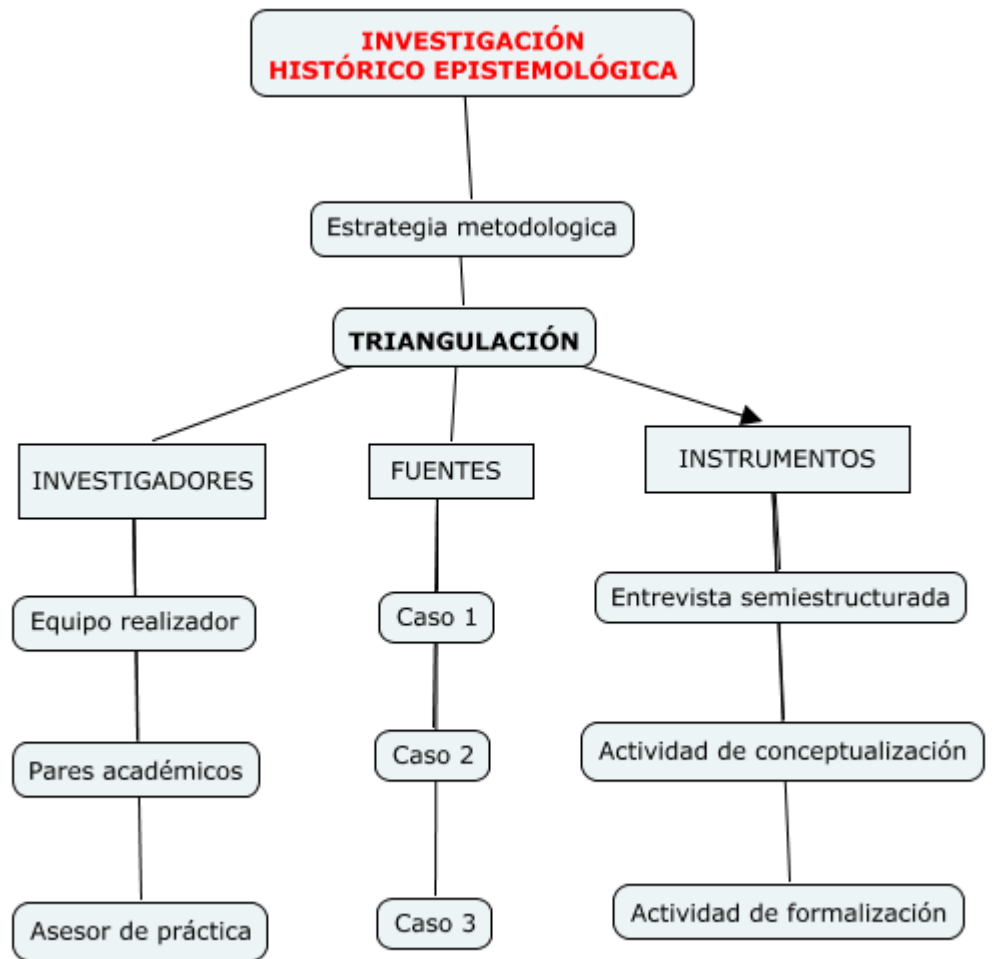 INVESTIGACIÓN
HISTÓRICO EPISTEMOLÓGICA
Estrategia metodologica
TRIANGULACIÓN
INVESTIGADORES
FUENTES
INSTRUMENTOS
Equipo realizador
Caso 1
Entrevista semiestructurada
Pares académicos
Caso 2
Actividad de conceptualización
Asesor de práctica
Caso 3
Actividad de formalización